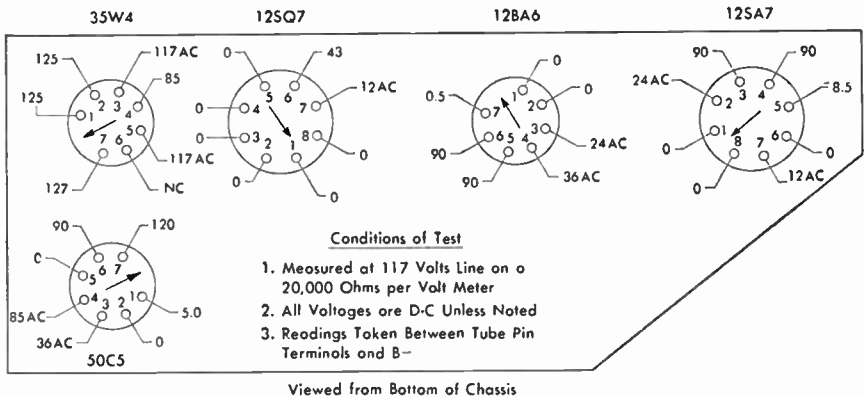 35W4
12SQ7
12BA6
12SA7
125
117AC
85
125
2
3
4
1
5
7
6
117AC
127
NC
0
43
12AC
0
5
6
7
4
3
8
2
1
0
0
0
0
0
0
0.5
1
2
7
3
6
5
4
24AC
90
90
36AC
90
90
24AC
3
4
2
5
-8.5
1
6
8
7
0
0
0
12AC
90
120
0
6
7
5
4
1
3
2
85AC
5.0
36AC
0
50C5
Conditions of Test
1. Measured at 117 Volts Line on a
20,000 Ohms per Volt Meter
2. All Voltages are D-C Unless Noted
3. Readings Taken Between Tube Pin
Terminals and B−
Viewed from Bottom of Chassis